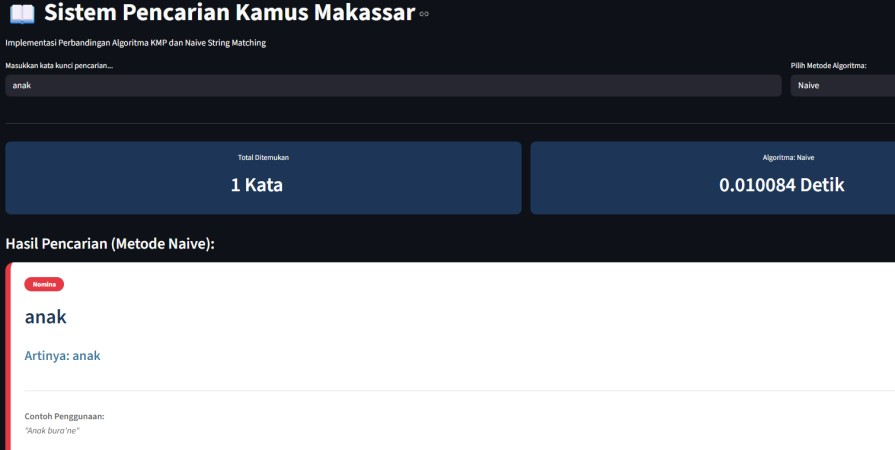 Sistem Pencarian Kamus Makassar
Implementasi Perbandingan Algoritma KMP dan Naive String Matching
Masukkan kata kunci pencarian...
Pilih Metode Algoritma:
anak
Naive
Total Ditemukan
1 Kata
Algoritma: Naive
0.010084 Detik
Hasil Pencarian (Metode Naive):
Nomina
anak
Artinya: anak
Contoh Penggunaan:
"Anak bura'ne"